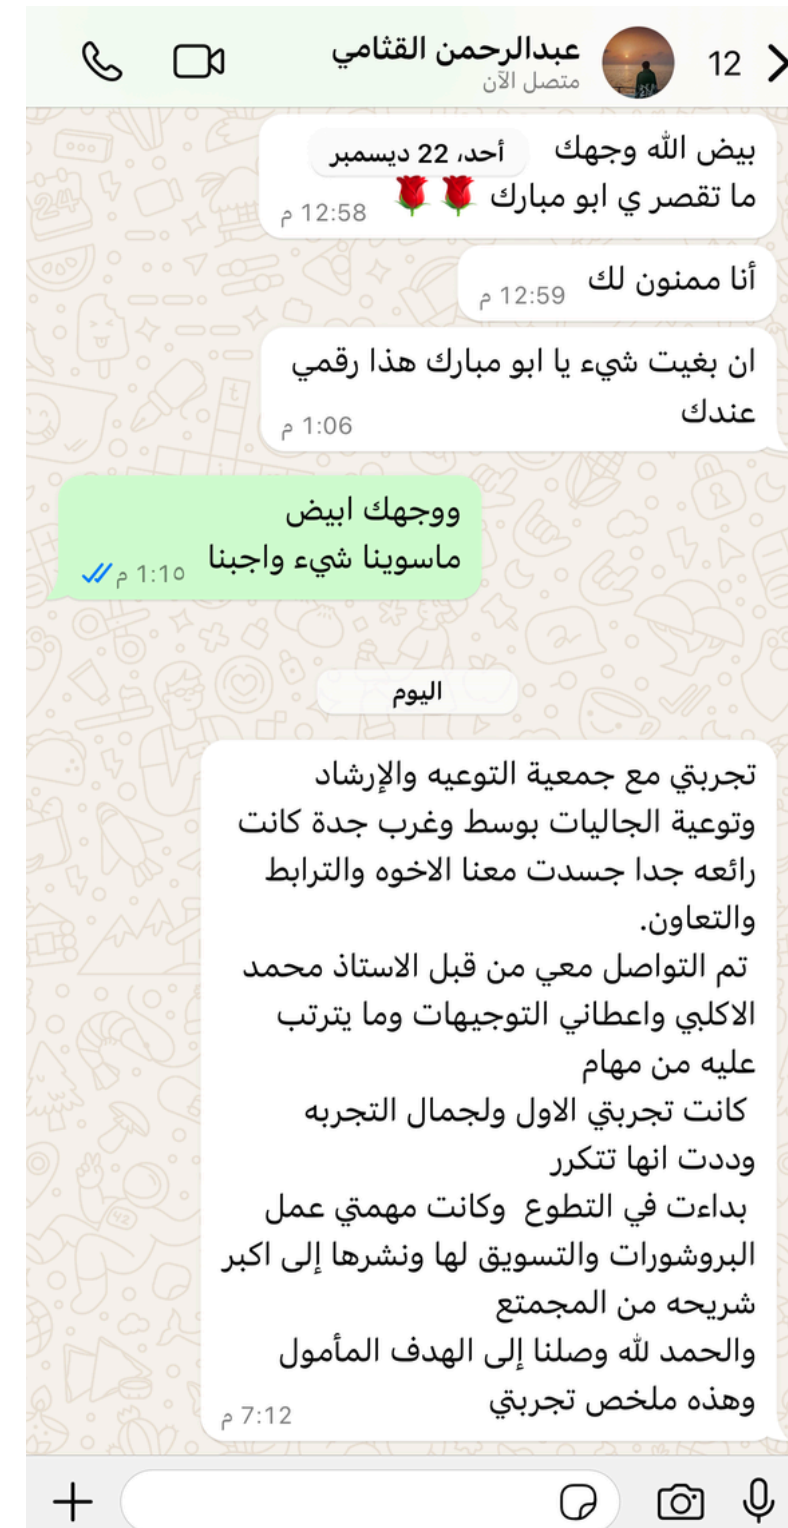 عبدالرحمن القثامي
12
متصل الآن
بيض الله وجهك
أحد، 22 ديسمبر
ما تقصر ي ابو مبارك 🌹🌹
12:58 م
أنا ممنون لك
12:59 م
ان بغيت شيء يا ابو مبارك هذا رقمي
عندك
1:06 م
ووجهك ابيض
ماسوينا شيء واجبنا
1:10 م
اليوم
تجربتي مع جمعية التوعيه والإرشاد
وتوعية الجاليات بوسط وغرب جدة كانت
رائعه جدا جسدت معنا الاخوه والترابط
والتعاون.
تم التواصل معي من قبل الاستاذ محمد
الاكلبي واعطاني التوجيهات وما يترتب
عليه من مهام
كانت تجربتي الاول ولجمال التجربه
وددت انها تتكرر
بداءت في التطوع وكانت مهمتي عمل
البروشورات والتسويق لها ونشرها إلى اكبر
شريحه من المجمتع
والحمد لله وصلنا إلى الهدف المأمول
وهذه ملخص تجربتي
7:12 م